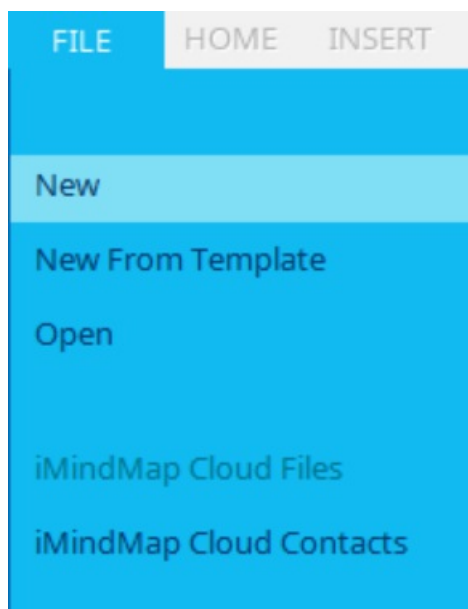 FILE HOME INSERT
New
New From Template
Open
iMindMap Cloud Files
iMindMap Cloud Contacts